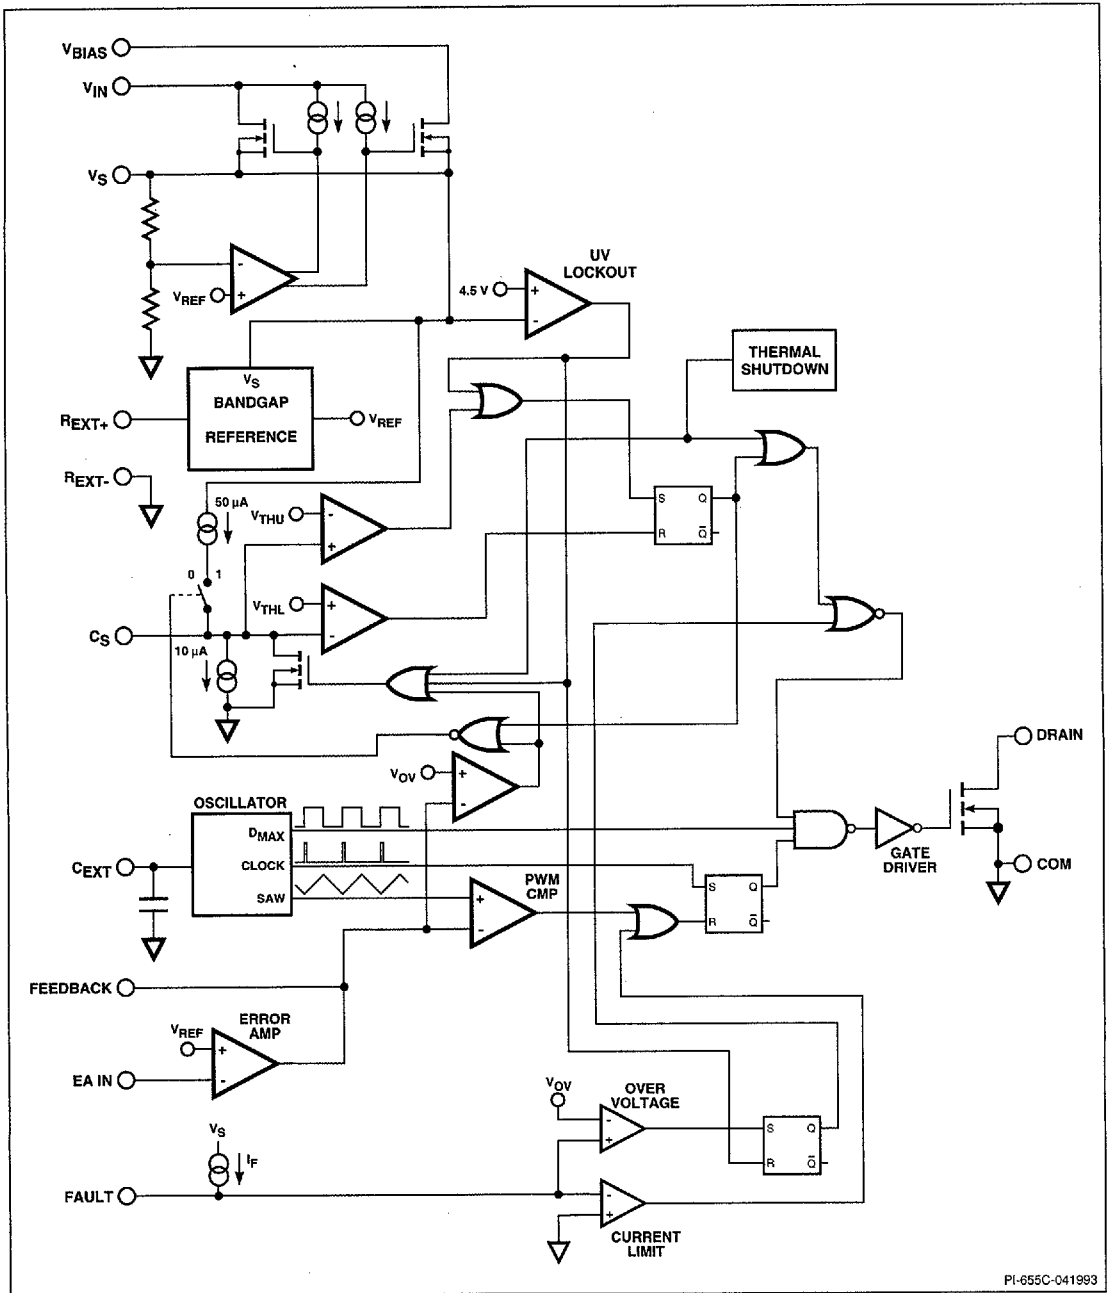 VBIAS
VIN
VS
VREF
-
+
UV
LOCKOUT
4.5 V
+
-
THERMAL
SHUTDOWN
VS
BANDGAP
REFERENCE
REXT+
VREF
REXT-
50 µA
VTHU
-
+
S Q
R Q̅
0 1
VTHL
+
-
CS
10 µA
VOV
+
-
DRAIN
OSCILLATOR
DMAX
CLOCK
SAW
CEXT
GATE
DRIVER
COM
PWM
CMP
+
-
S Q
R Q̅
FEEDBACK
ERROR
AMP
VREF
+
-
EA IN
VOV
OVER
VOLTAGE
-
+
S Q
R Q̅
VS
IF
FAULT
-
+
CURRENT
LIMIT
PI-655C-041993